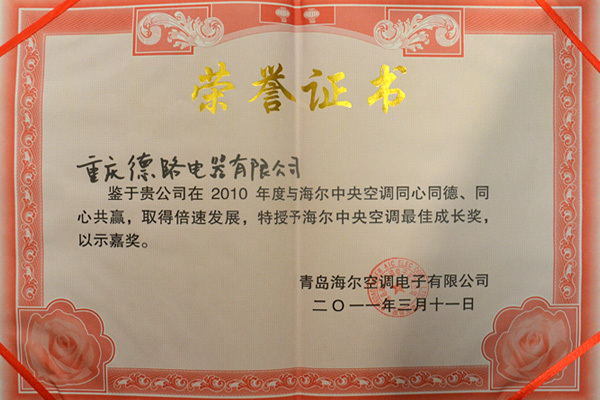 荣誉证书
重庆德路电器有限公司
鉴于贵公司在 2010 年度与海尔中央空调同心同德、同
心共赢，取得倍速发展，特授予海尔中央空调最佳成长奖，
以示嘉奖。
青岛海尔空调电子有限公司
二〇一一年三月十一日